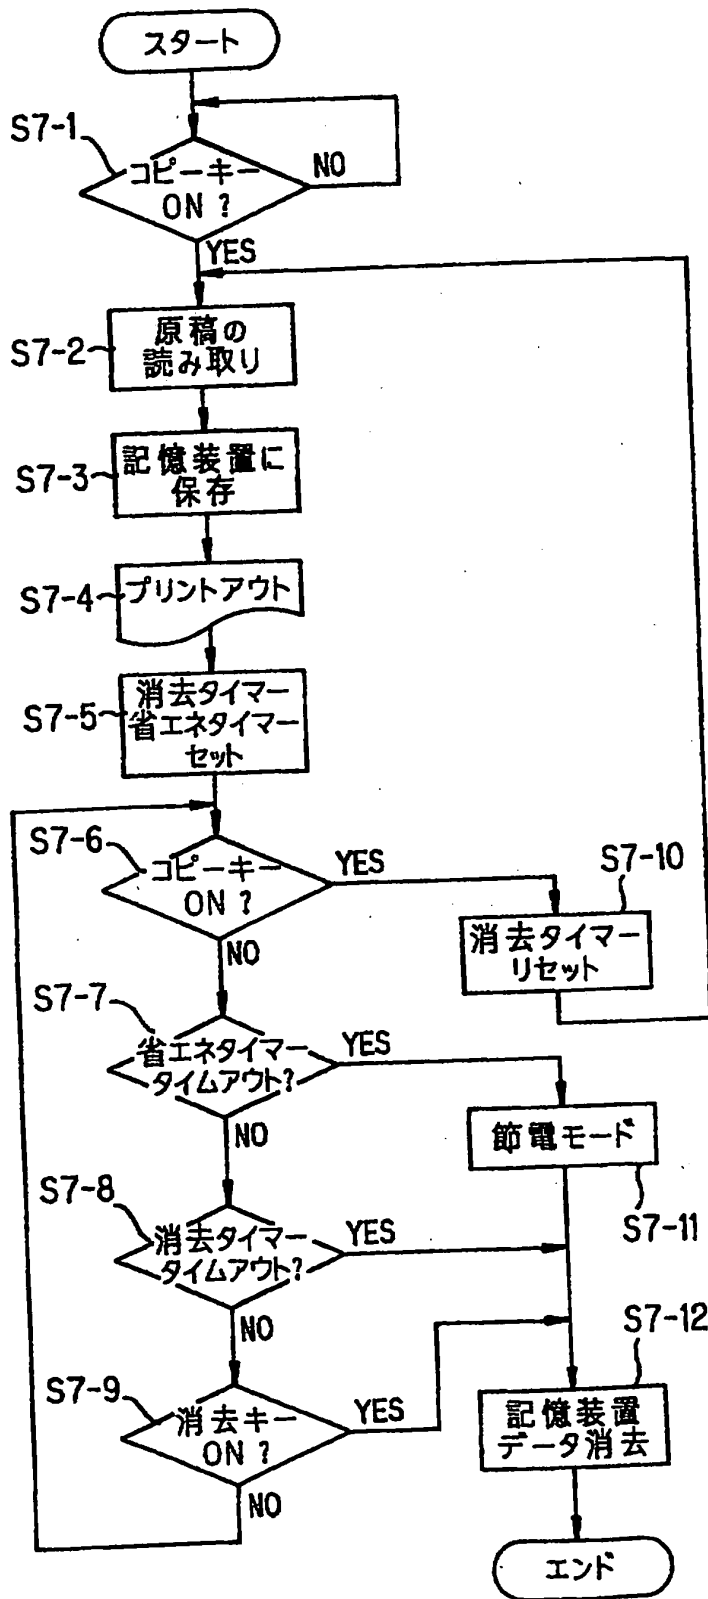 スタート
S7-1
コピーキー
ON ?
NO
YES
S7-2
原稿の
読み取り
S7-3
記憶装置に
保存
S7-4
プリントアウト
S7-5
消去タイマー
省エネタイマー
セット
S7-6
コピーキー
ON ?
YES
NO
S7-10
消去タイマー
リセット
S7-7
省エネタイマー
タイムアウト?
YES
NO
節電モード
S7-11
S7-8
消去タイマー
タイムアウト?
YES
NO
S7-9
消去キー
ON ?
YES
NO
S7-12
記憶装置
データ消去
エンド